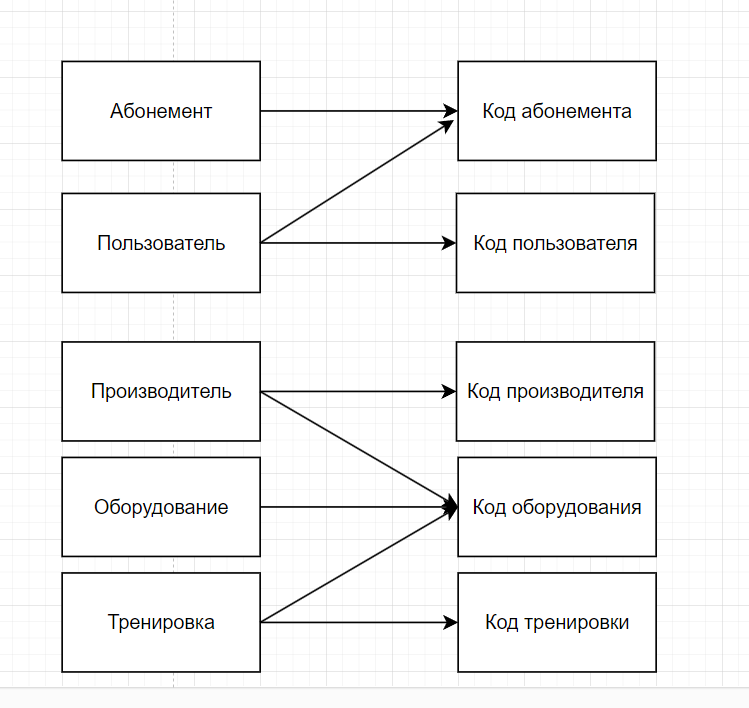 Абонемент
Код абонемента
Пользователь
Код пользователя
Производитель
Код производителя
Оборудование
Код оборудования
Тренировка
Код тренировки